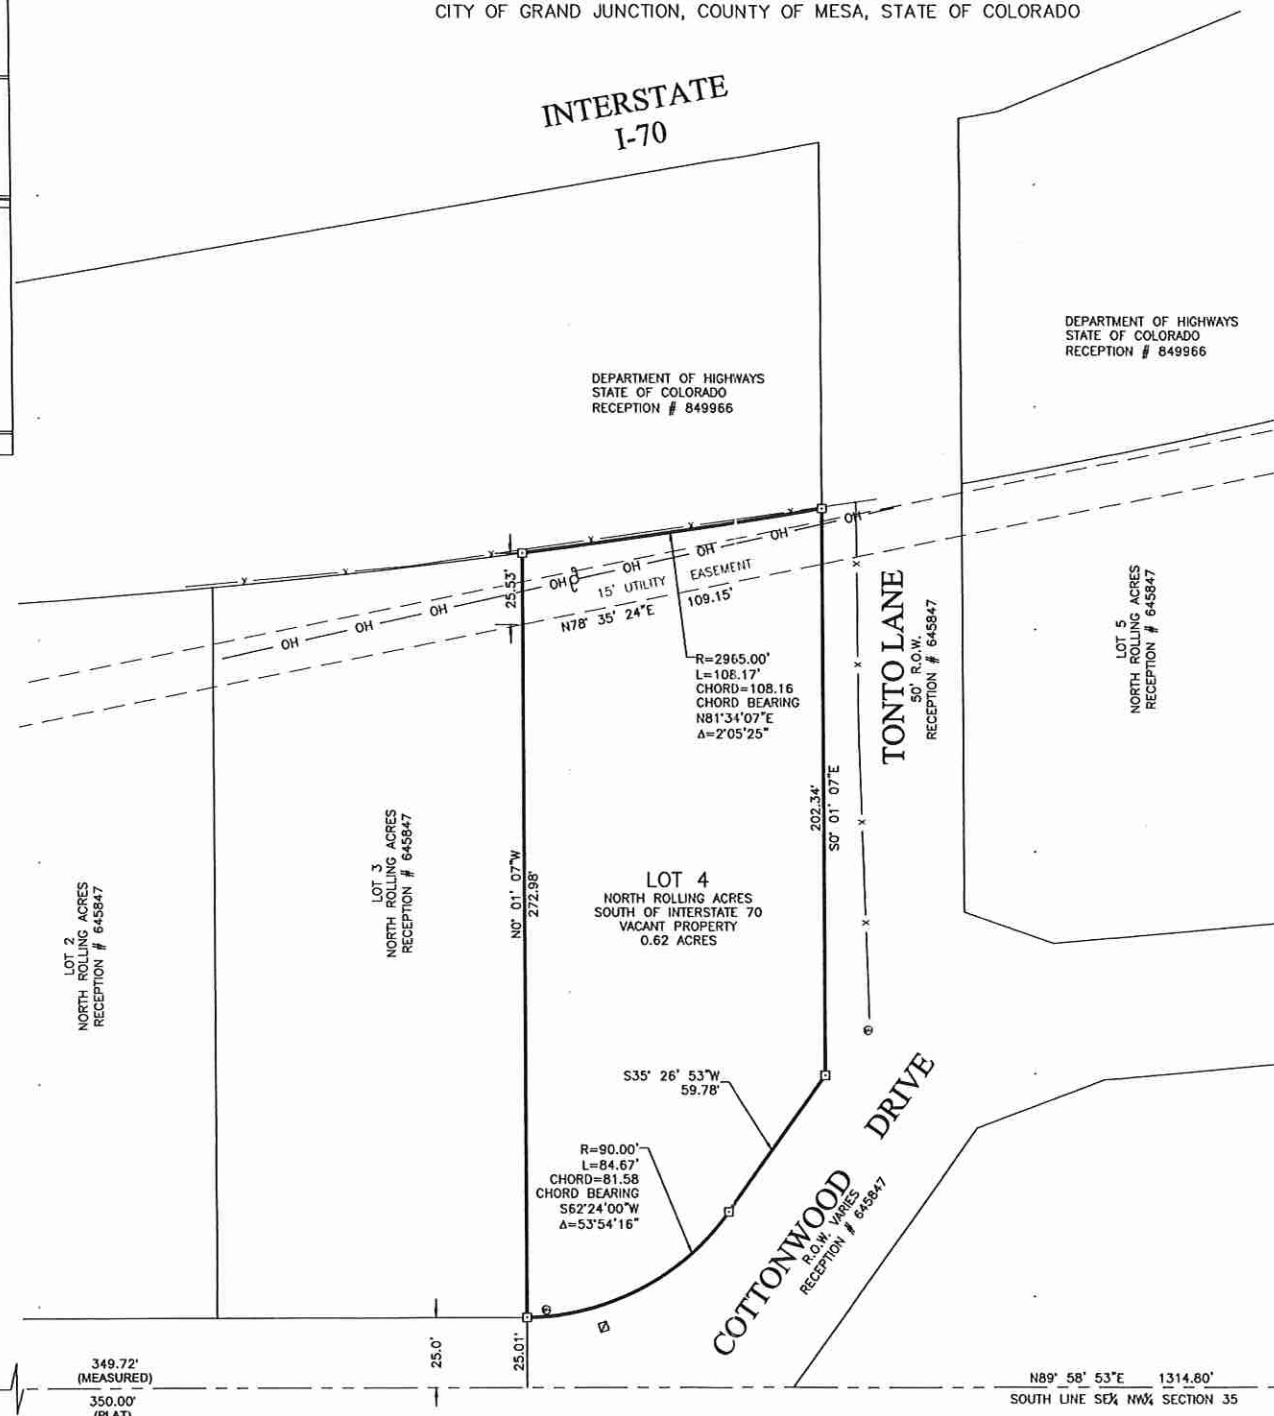 CITY OF GRAND JUNCTION, COUNTY OF MESA, STATE OF COLORADO
INTERSTATE
I-70
DEPARTMENT OF HIGHWAYS
STATE OF COLORADO
RECEPTION # 849966
DEPARTMENT OF HIGHWAYS
STATE OF COLORADO
RECEPTION # 849966
OH
OH
OH
OH
OH
OH
OH
OH
25.53'
15' UTILITY EASEMENT
N78° 35' 24"E 109.15'
R=2965.00'
L=108.17'
CHORD=108.16
CHORD BEARING
N81°34'07"E
Δ=2°05'25"
TONTO LANE
50' R.O.W.
RECEPTION # 645847
LOT 5
NORTH ROLLING ACRES
RECEPTION # 645847
202.34'
S0° 01' 07"E
N0° 01' 07"W
272.98'
LOT 4
NORTH ROLLING ACRES
SOUTH OF INTERSTATE 70
VACANT PROPERTY
0.62 ACRES
LOT 3
NORTH ROLLING ACRES
RECEPTION # 645847
LOT 2
NORTH ROLLING ACRES
RECEPTION # 645847
S35° 26' 53"W
59.78'
R=90.00'
L=84.67'
CHORD=81.58
CHORD BEARING
S62°24'00"W
Δ=53°54'16"
COTTONWOOD DRIVE
R.O.W. VARIES
RECEPTION # 645847
25.0'
25.01'
349.72'
(MEASURED)
350.00'
(PLAT)
N89° 58' 53"E 1314.80'
SOUTH LINE SE¼ NW¼ SECTION 35